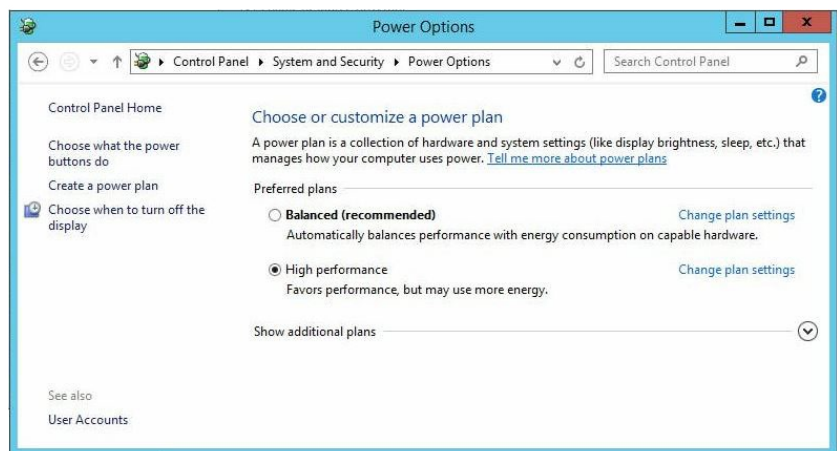 Power Options
Control Panel ▸ System and Security ▸ Power Options
Search Control Panel
Control Panel Home
Choose what the power
buttons do
Create a power plan
Choose when to turn off the
display
See also
User Accounts
Choose or customize a power plan
A power plan is a collection of hardware and system settings (like display brightness, sleep, etc.) that
manages how your computer uses power. Tell me more about power plans
Preferred plans
Balanced (recommended) Change plan settings
Automatically balances performance with energy consumption on capable hardware.
High performance Change plan settings
Favors performance, but may use more energy.
Show additional plans